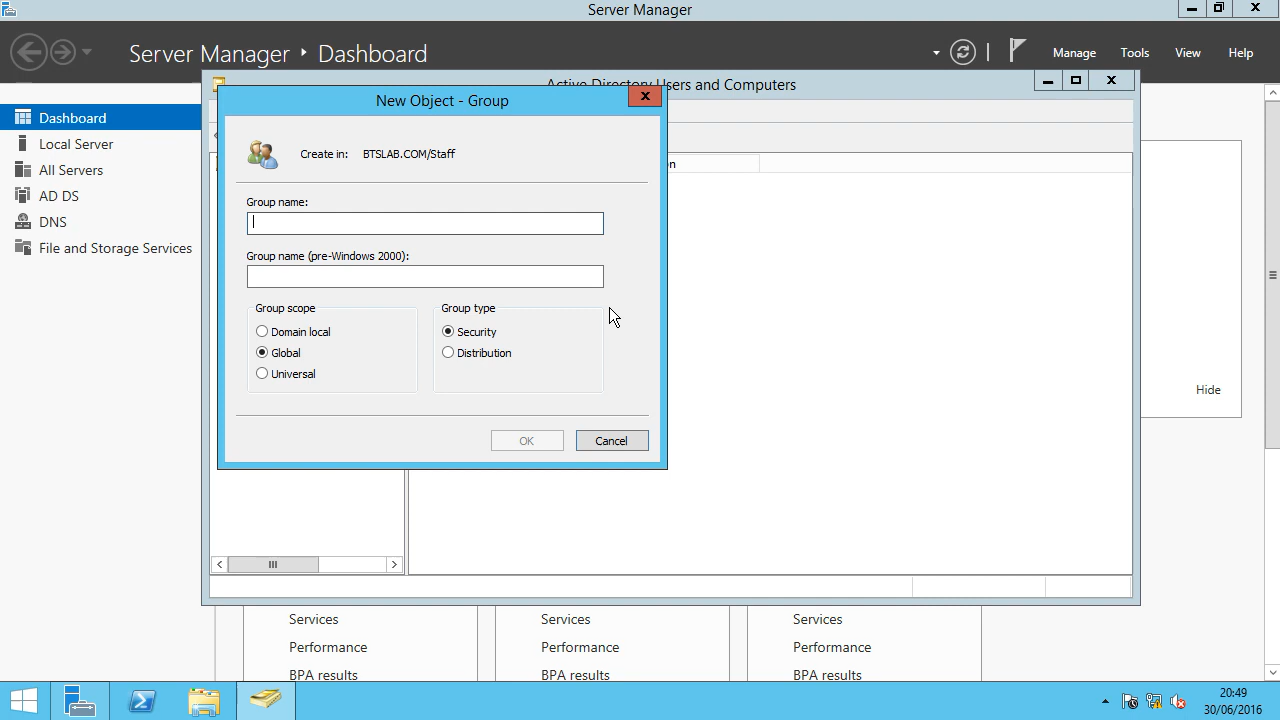 Server Manager
Server Manager • Dashboard
Manage
Tools
View
Help
Dashboard
Local Server
All Servers
AD DS
DNS
File and Storage Services
Active Directory Users and Computers
New Object - Group
Create in: BTSLAB.COM/Staff
Group name:
Group name (pre-Windows 2000):
Group scope
Domain local
Global
Universal
Group type
Security
Distribution
OK
Cancel
Hide
Services
Performance
BPA results
Services
Performance
BPA results
Services
Performance
BPA results
20:49
30/06/2016